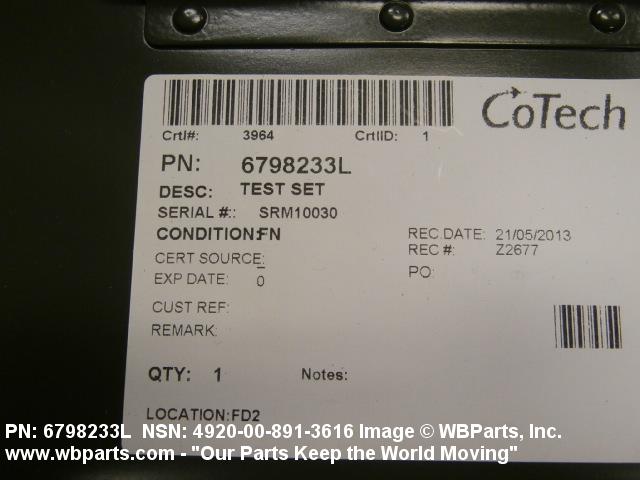 CoTech
Crtl#: 3964 CrtlID: 1
PN: 6798233L
DESC: TEST SET
SERIAL #: SRM10030
CONDITION:FN REC.DATE: 21/05/2013
CERT SOURCE: _ REC #: Z2677
EXP DATE: 0 PO:
CUST REF:
REMARK:
QTY: 1 Notes:
LOCATION:FD2
PN: 6798233L NSN: 4920-00-891-3616 Image © WBParts, Inc.
www.wbparts.com - "Our Parts Keep the World Moving"